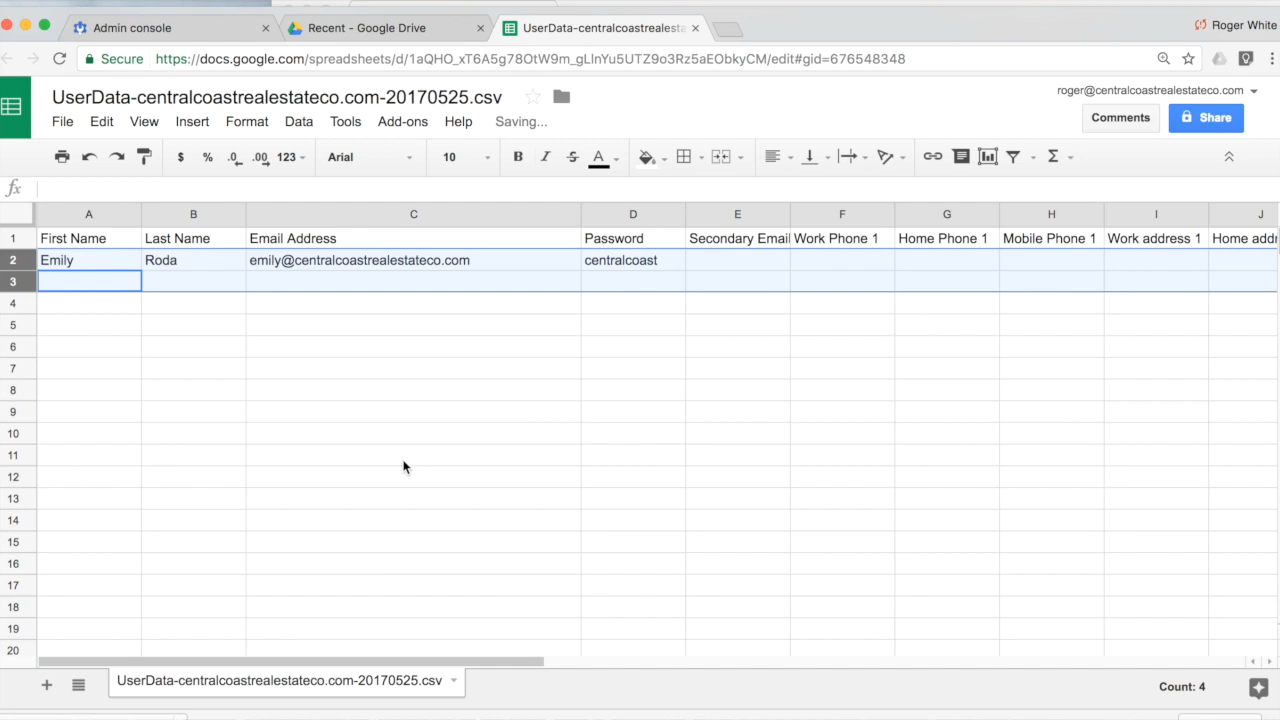 Admin console
Recent - Google Drive
UserData-centralcoastrealesta
Roger White
Secure
https://docs.google.com/spreadsheets/d/1aQHO_xT6A5g78OtW9m_gLlnYu5UTZ9o3Rz5aEObkyCM/edit#gid=676548348
UserData-centralcoastrealestateco.com-20170525.csv
roger@centralcoastrealestateco.com
File Edit View Insert Format Data Tools Add-ons Help Saving...
Comments
Share
$ % .0 .00 123 Arial 10 B I S A Σ
fx
A B C D E F G H I J
1 First Name Last Name Email Address Password Secondary Email Work Phone 1 Home Phone 1 Mobile Phone 1 Work address 1 Home addr
2 Emily Roda emily@centralcoastrealestateco.com centralcoast
3
4
5
6
7
8
9
10
11
12
13
14
15
16
17
18
19
20
UserData-centralcoastrealestateco.com-20170525.csv
Count: 4